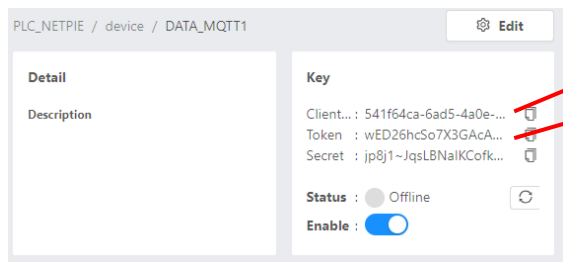 PLC_NETPIE / device / DATA_MQTT1
Edit
Detail
Description
Key
Client... : 541f64ca-6ad5-4a0e-...
Token : wED26hcSo7X3GAcA...
Secret : jp8j1~JqsLBNaIKCofk...
Status : Offline
Enable :